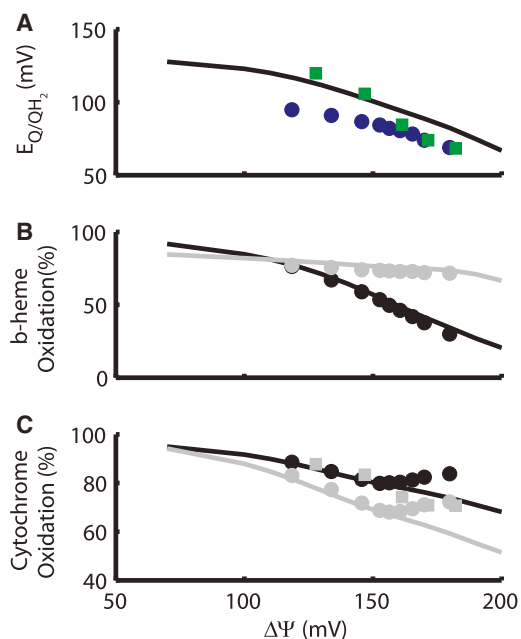 A
150
100
50
E_Q/QH₂ (mV)
B
100
50
0
b-heme
Oxidation(%)
C
100
80
60
40
Cytochrome
Oxidation (%)
50 100 150 200
ΔΨ (mV)